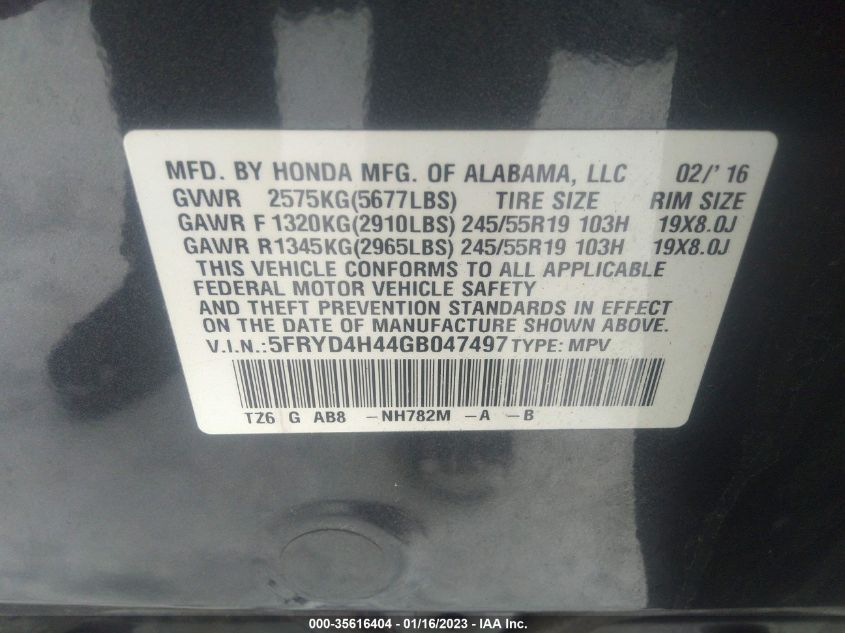 MFD. BY HONDA MFG. OF ALABAMA, LLC 02/' 16
GVWR 2575KG(5677LBS) TIRE SIZE RIM SIZE
GAWR F 1320KG(2910LBS) 245/55R19 103H 19X8.0J
GAWR R1345KG(2965LBS) 245/55R19 103H 19X8.0J
THIS VEHICLE CONFORMS TO ALL APPLICABLE
FEDERAL MOTOR VEHICLE SAFETY
AND THEFT PREVENTION STANDARDS IN EFFECT
ON THE DATE OF MANUFACTURE SHOWN ABOVE.
V.I.N.:5FRYD4H44GB047497 TYPE: MPV
TZ6 G AB8 -NH782M -A -B
000-35616404 - 01/16/2023 - IAA Inc.